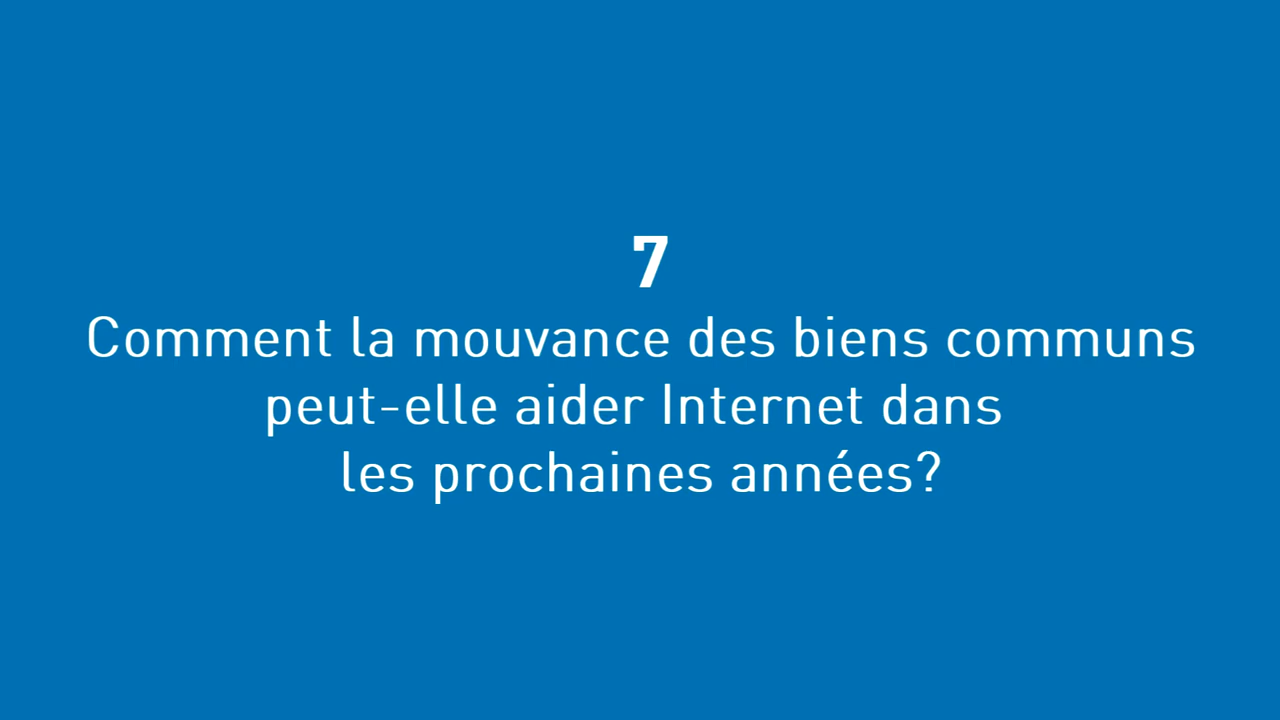 7
Comment la mouvance des biens communs
peut-elle aider Internet dans
les prochaines années?